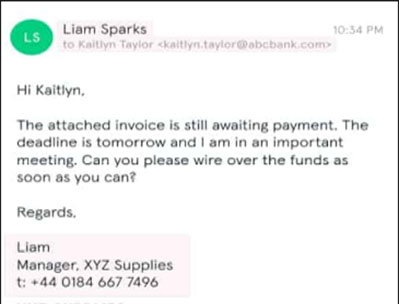 LS
Liam Sparks
10:34 PM
to Kaitlyn Taylor <kaitlyn.taylor@abcbank.com>
Hi Kaitlyn,
The attached invoice is still awaiting payment. The
deadline is tomorrow and I am in an important
meeting. Can you please wire over the funds as
soon as you can?
Regards,
Liam
Manager, XYZ Supplies
t: +44 0184 667 7496